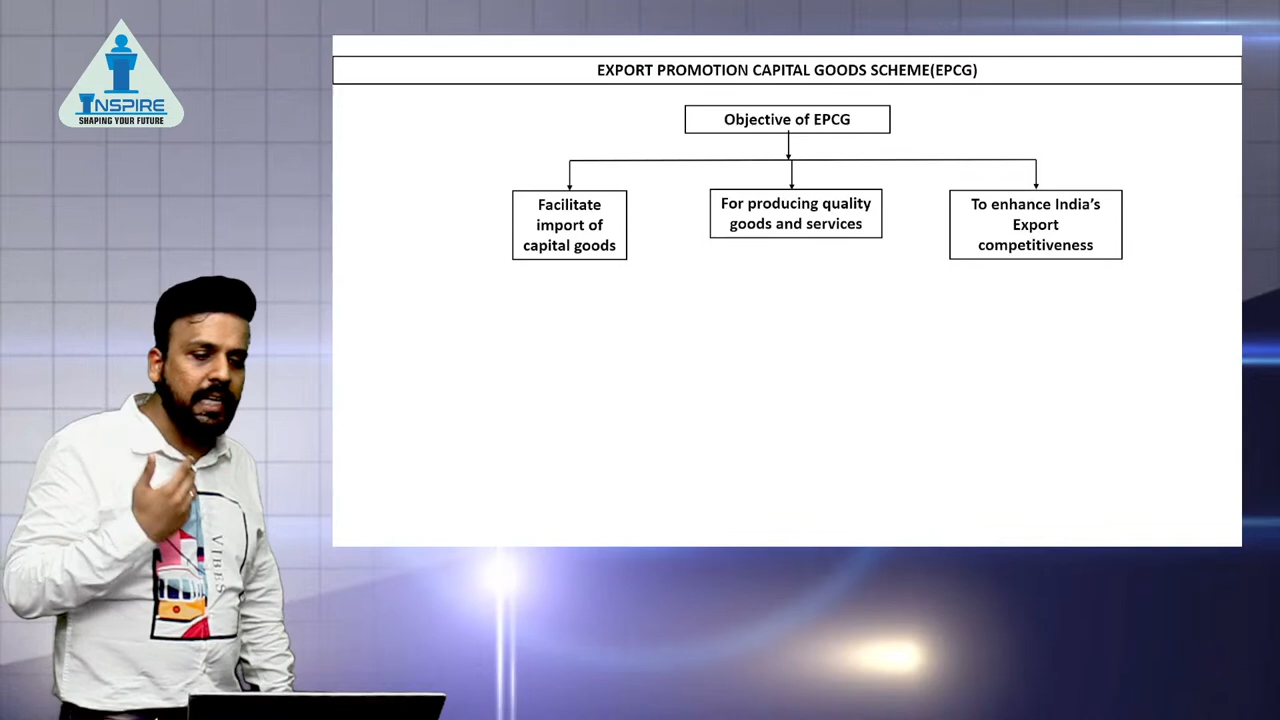 INSPIRE
SHAPING YOUR FUTURE
EXPORT PROMOTION CAPITAL GOODS SCHEME(EPCG)
Objective of EPCG
Facilitate
import of
capital goods
For producing quality
goods and services
To enhance India's
Export
competitiveness
VIBES